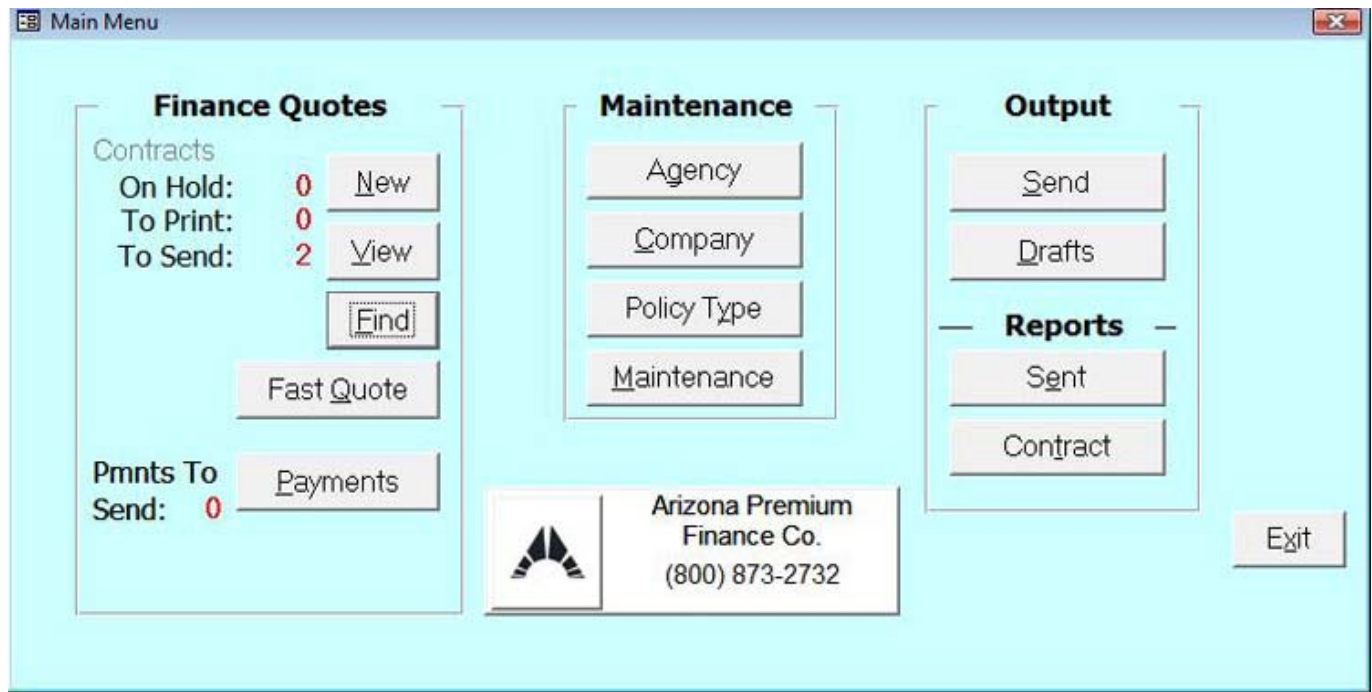 Main Menu
Finance Quotes
Contracts
On Hold: 0
To Print: 0
To Send: 2
New
View
Find
Fast Quote
Pmnts To
Send: 0
Payments
Maintenance
Agency
Company
Policy Type
Maintenance
Arizona Premium
Finance Co.
(800) 873-2732
Output
Send
Drafts
Reports
Sent
Contract
Exit